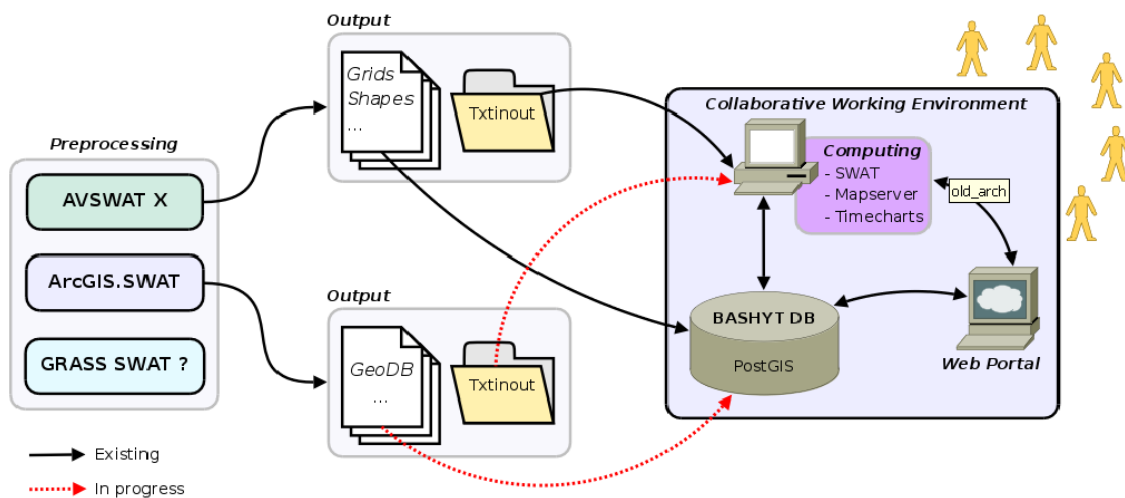 Output
Grids
Shapes
...
Txtinout
Preprocessing
AVSWAT X
ArcGIS.SWAT
GRASS SWAT ?
Output
GeoDB
...
Txtinout
Collaborative Working Environment
Computing
- SWAT
- Mapserver
- Timecharts
old_arch
BASHYT DB
PostGIS
Web Portal
Existing
In progress